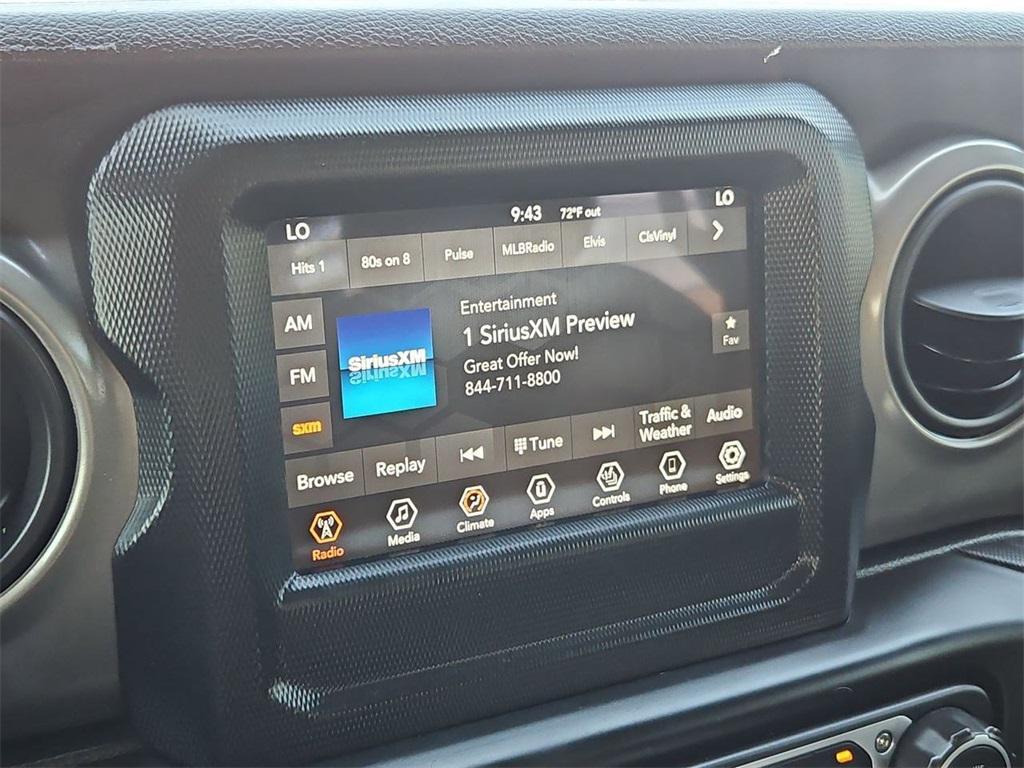 LO 9:43 72°F out LO
Hits 1 80s on 8 Pulse MLBRadio Elvis ClsVinyl
AM
FM
sxm
SiriusXM
Entertainment
1 SiriusXM Preview
Great Offer Now!
844-711-8800
Fav
Browse Replay Tune Traffic & Weather Audio
Radio Media Climate Apps Controls Phone Settings